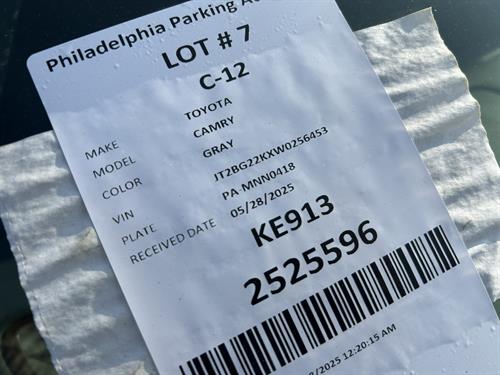 Philadelphia Parking
LOT # 7
C-12
MAKE TOYOTA
MODEL CAMRY
COLOR GRAY
VIN JT2BG22KXW0256453
PLATE PA-MNN0418
RECEIVED DATE 05/28/2025
KE913
2525596
/2025 12:20:15 AM